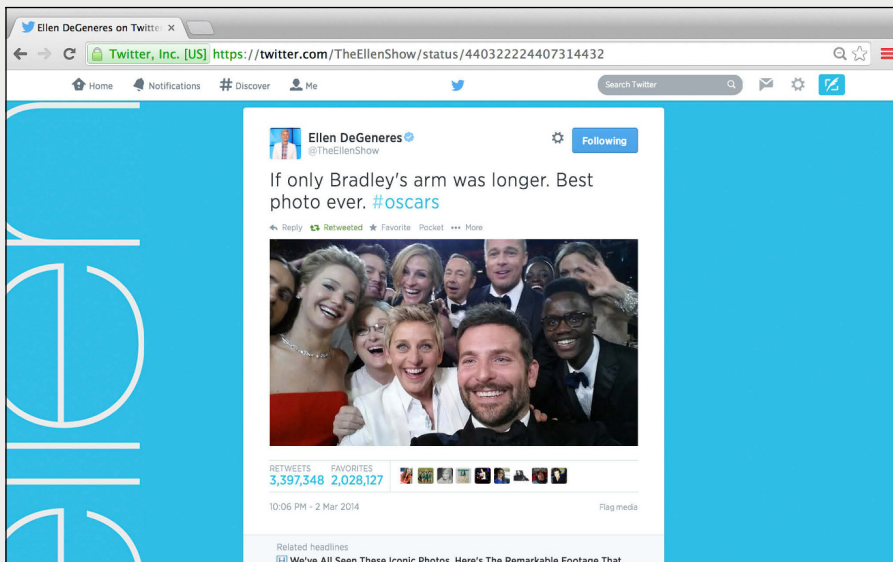 Ellen DeGeneres on Twitter
Twitter, Inc. [US] https://twitter.com/TheEllenShow/status/440322224407314432
Home Notifications # Discover Me Search Twitter
ellen
Ellen DeGeneres
@TheEllenShow
Following
If only Bradley's arm was longer. Best
photo ever. #oscars
Reply Retweeted Favorite Pocket More
RETWEETS FAVORITES
3,397,348 2,028,127
10:06 PM - 2 Mar 2014 Flag media
Related headlines
We've All Seen These Iconic Photos. Here's The Remarkable Footage That